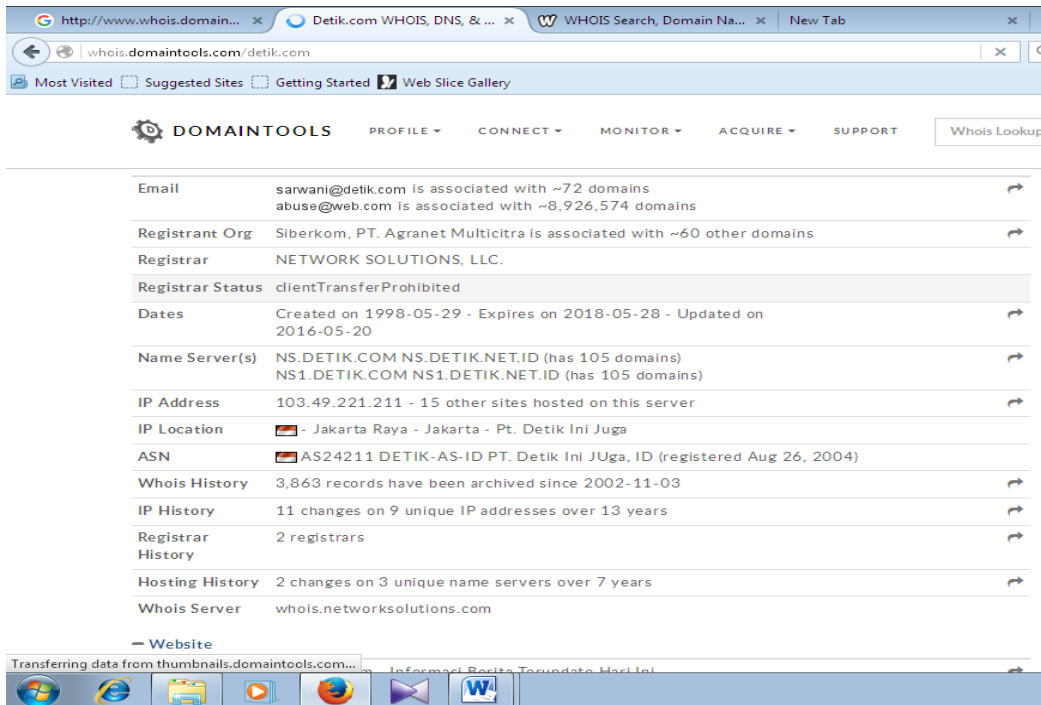 http://www.whois.domain... × Detik.com WHOIS, DNS, & ... × WHOIS Search, Domain Na... × New Tab ×
whois.domaintools.com/detik.com
Most Visited Suggested Sites Getting Started Web Slice Gallery
DOMAINTOOLS PROFILE CONNECT MONITOR ACQUIRE SUPPORT Whois Lookup
Email sarwani@detik.com is associated with ~72 domains
abuse@web.com is associated with ~8,926,574 domains
Registrant Org Siberkom, PT. Agranet Multicitra is associated with ~60 other domains
Registrar NETWORK SOLUTIONS, LLC.
Registrar Status clientTransferProhibited
Dates Created on 1998-05-29 - Expires on 2018-05-28 - Updated on
2016-05-20
Name Server(s) NS.DETIK.COM NS.DETIK.NET.ID (has 105 domains)
NS1.DETIK.COM NS1.DETIK.NET.ID (has 105 domains)
IP Address 103.49.221.211 - 15 other sites hosted on this server
IP Location - Jakarta Raya - Jakarta - Pt. Detik Ini Juga
ASN AS24211 DETIK-AS-ID PT. Detik Ini JUga, ID (registered Aug 26, 2004)
Whois History 3,863 records have been archived since 2002-11-03
IP History 11 changes on 9 unique IP addresses over 13 years
Registrar
History 2 registrars
Hosting History 2 changes on 3 unique name servers over 7 years
Whois Server whois.networksolutions.com
– Website
Transferring data from thumbnails.domaintools.com... - Informasi Berita Terupdate Hari Ini